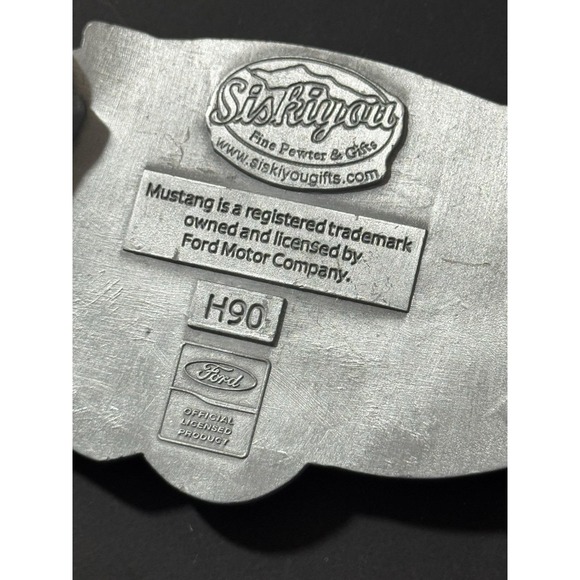 Siskiyou
Fine Pewter & Gifts
www.siskiyougifts.com
Mustang is a registered trademark
owned and licensed by
Ford Motor Company.
H90
Ford
OFFICIAL
LICENSED
PRODUCT